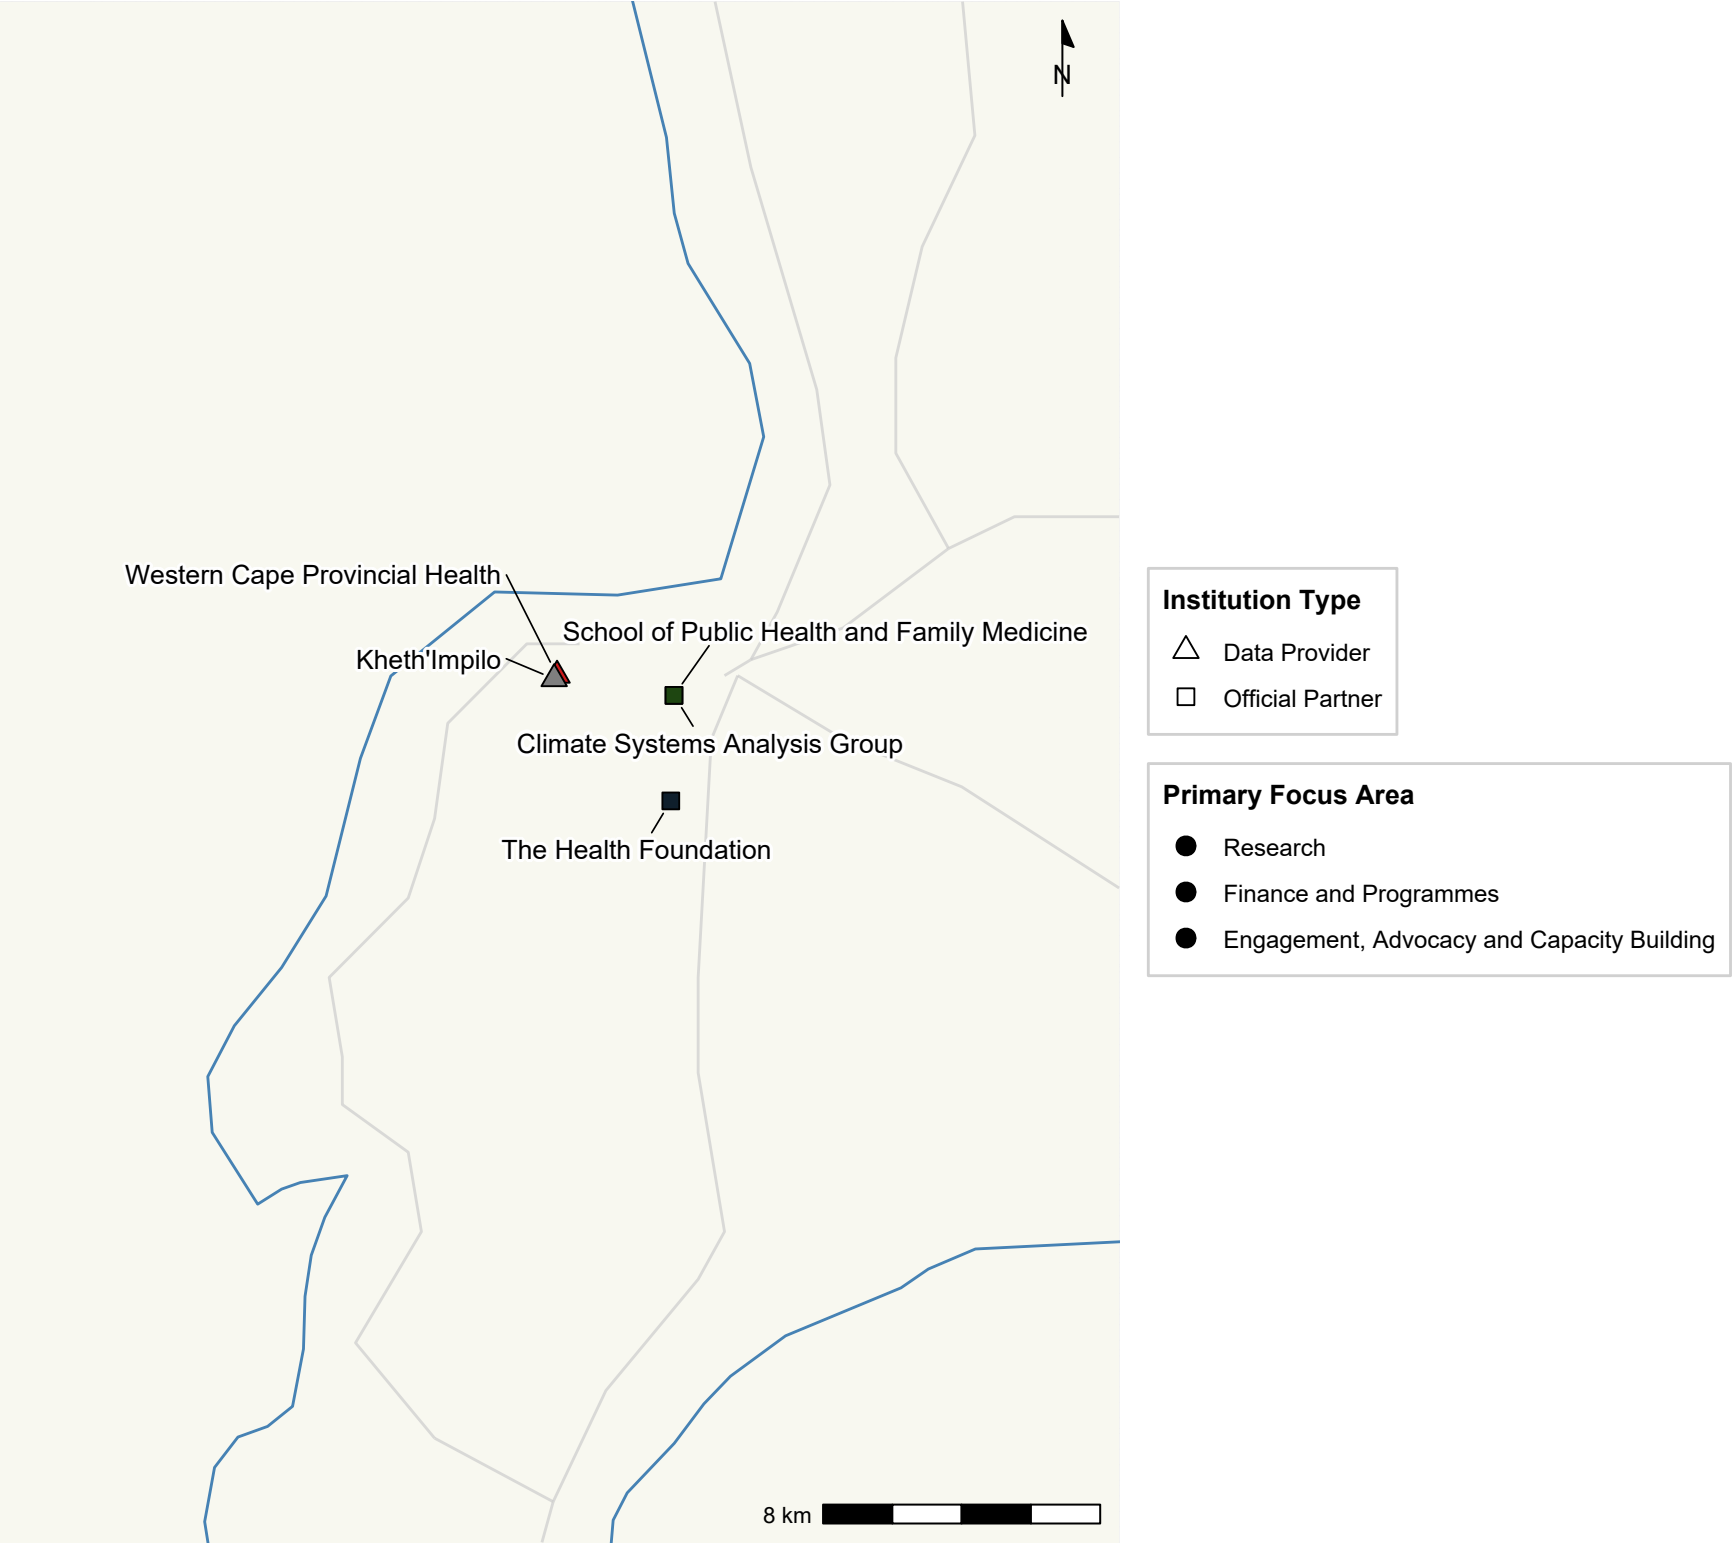 N
Western Cape Provincial Health
School of Public Health and Family Medicine
Kheth'Impilo
Climate Systems Analysis Group
The Health Foundation
8 km
Institution Type
Data Provider
Official Partner
Primary Focus Area
Research
Finance and Programmes
Engagement, Advocacy and Capacity Building